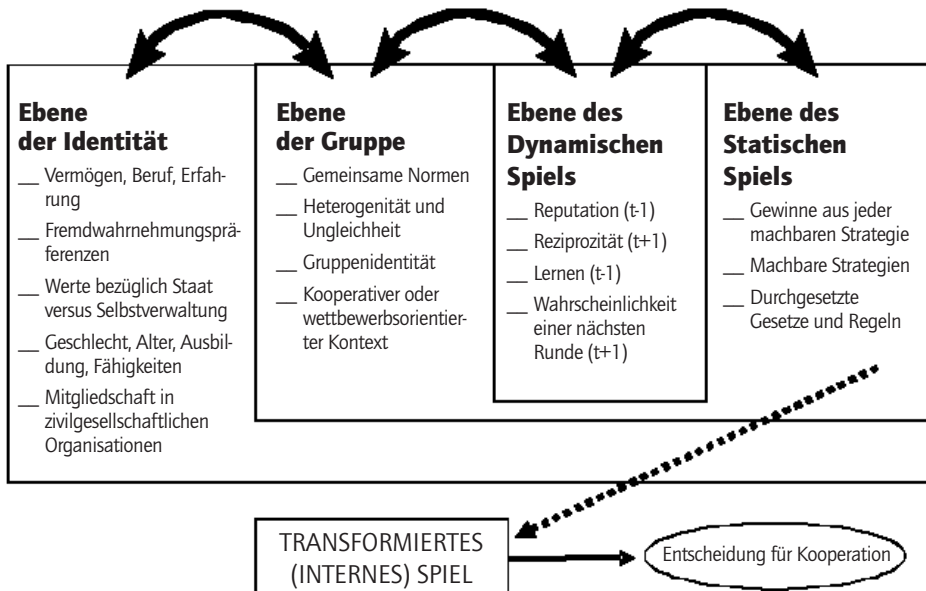 Ebene
der Identität
__ Vermögen, Beruf, Erfah-
rung
__ Fremdwahrnehmungsprä-
ferenzen
__ Werte bezüglich Staat
versus Selbstverwaltung
__ Geschlecht, Alter, Ausbil-
dung, Fähigkeiten
__ Mitgliedschaft in
zivilgesellschaftlichen
Organisationen
Ebene
der Gruppe
__ Gemeinsame Normen
__ Heterogenität und
Ungleichheit
__ Gruppenidentität
__ Kooperativer oder
wettbewerbsorientier-
ter Kontext
Ebene des
Dynamischen
Spiels
__ Reputation (t-1)
__ Reziprozität (t+1)
__ Lernen (t-1)
__ Wahrscheinlichkeit
einer nächsten
Runde (t+1)
Ebene des
Statischen
Spiels
__ Gewinne aus jeder
machbaren Strategie
__ Machbare Strategien
__ Durchgesetzte
Gesetze und Regeln
TRANSFORMIERTES
(INTERNES) SPIEL
Entscheidung für Kooperation